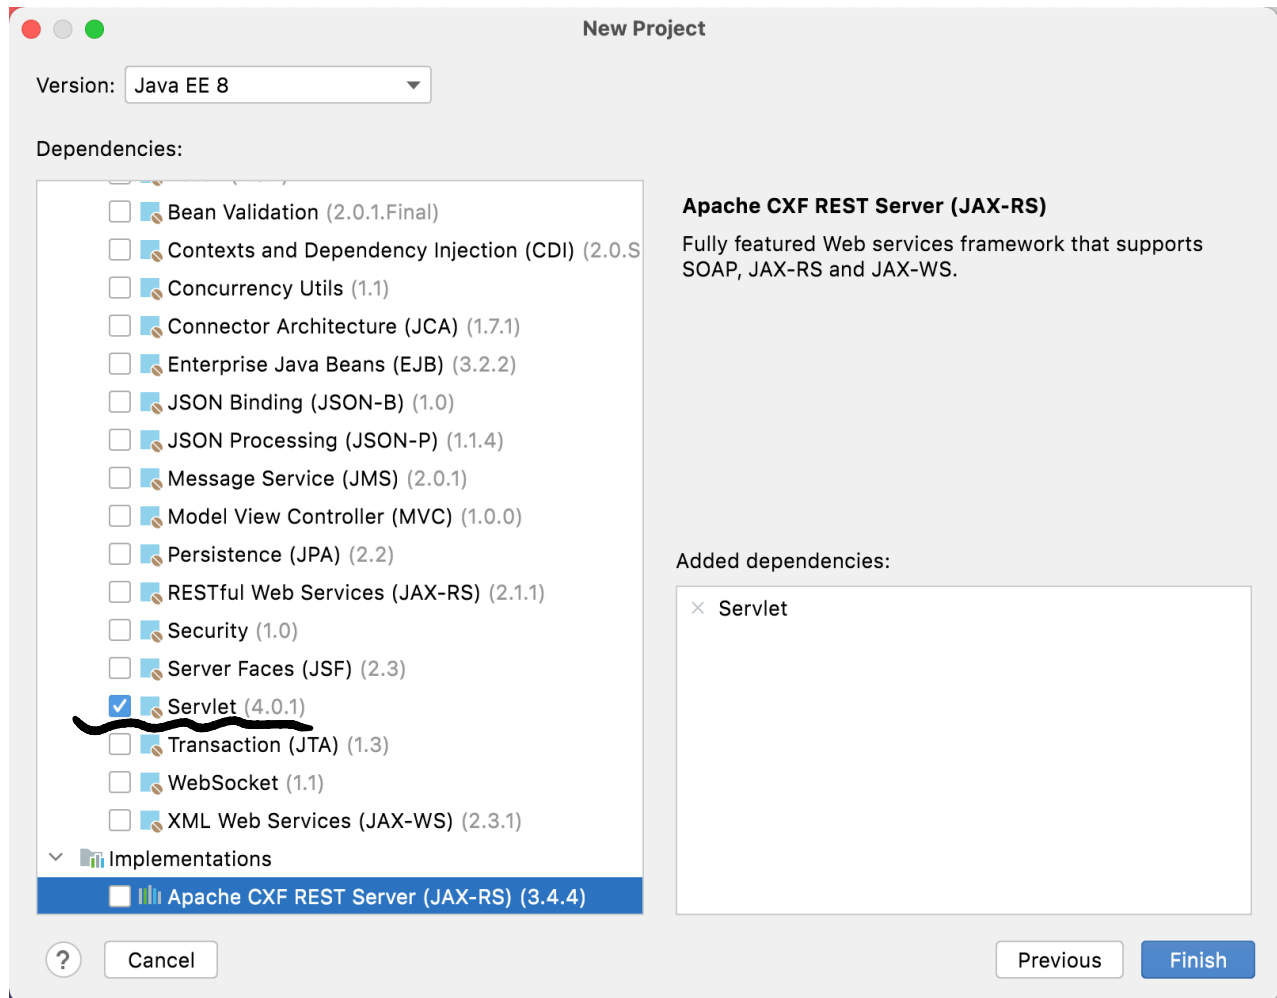 New Project
Version: Java EE 8
Dependencies:
Bean Validation (2.0.1.Final)
Contexts and Dependency Injection (CDI) (2.0.S
Concurrency Utils (1.1)
Connector Architecture (JCA) (1.7.1)
Enterprise Java Beans (EJB) (3.2.2)
JSON Binding (JSON-B) (1.0)
JSON Processing (JSON-P) (1.1.4)
Message Service (JMS) (2.0.1)
Model View Controller (MVC) (1.0.0)
Persistence (JPA) (2.2)
RESTful Web Services (JAX-RS) (2.1.1)
Security (1.0)
Server Faces (JSF) (2.3)
Servlet (4.0.1)
Transaction (JTA) (1.3)
WebSocket (1.1)
XML Web Services (JAX-WS) (2.3.1)
Implementations
Apache CXF REST Server (JAX-RS) (3.4.4)
Apache CXF REST Server (JAX-RS)
Fully featured Web services framework that supports
SOAP, JAX-RS and JAX-WS.
Added dependencies:
Servlet
? Cancel Previous Finish